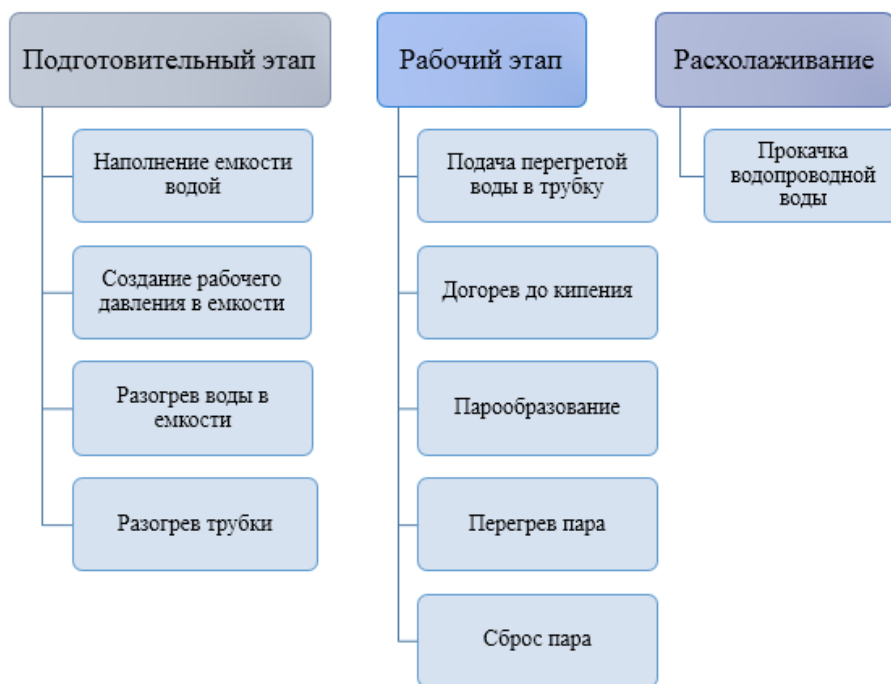 Подготовительный этап
Наполнение емкости
водой
Создание рабочего
давления в емкости
Разогрев воды в
емкости
Разогрев трубки
Рабочий этап
Подача перегретой
воды в трубку
Догорев до кипения
Парообразование
Перегрев пара
Сброс пара
Расхолаживание
Прокачка
водопроводной
воды